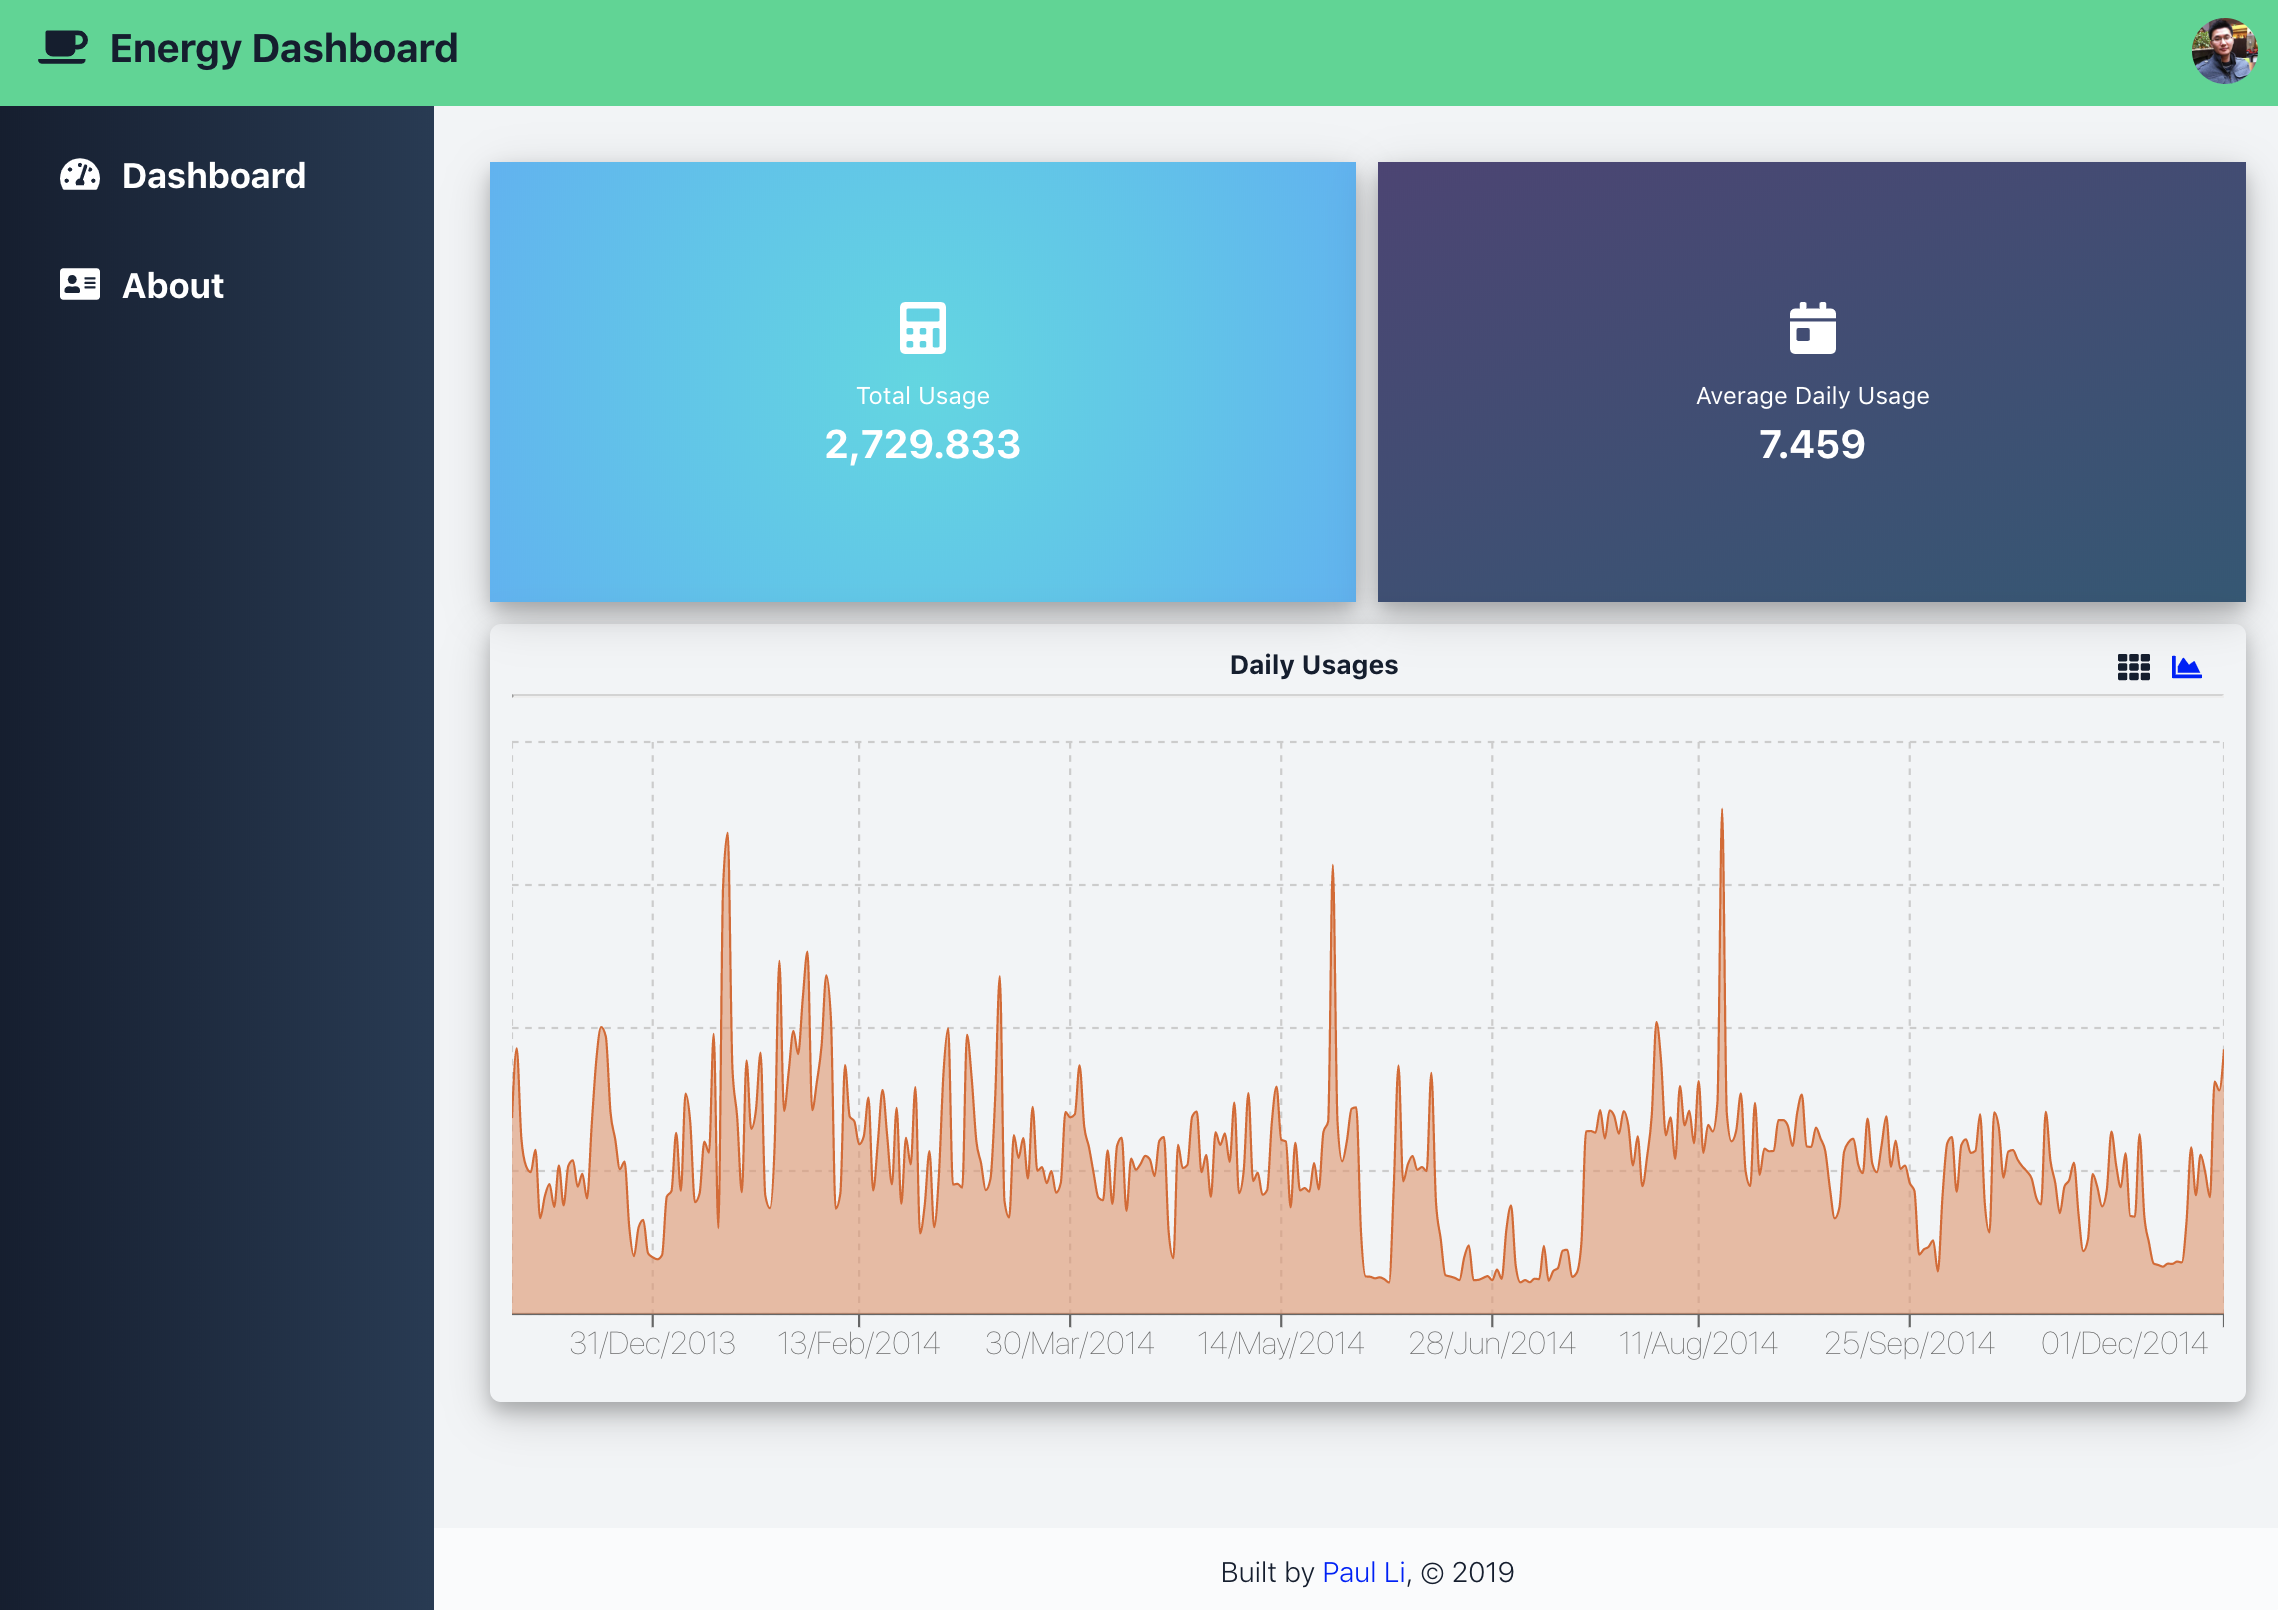 Energy Dashboard
Dashboard
About
Total Usage
2,729.833
Average Daily Usage
7.459
Daily Usages
31/Dec/2013 13/Feb/2014 30/Mar/2014 14/May/2014 28/Jun/2014 11/Aug/2014 25/Sep/2014 01/Dec/2014
Built by Paul Li, © 2019